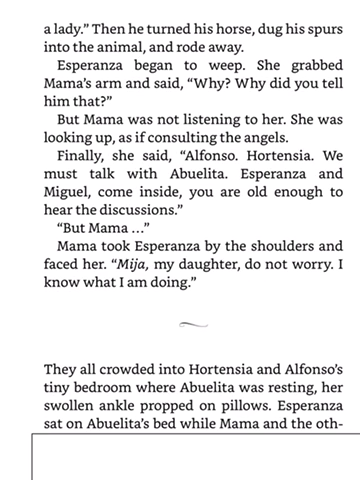 a lady.” Then he turned his horse, dug his spurs
into the animal, and rode away.
Esperanza began to weep. She grabbed
Mama’s arm and said, “Why? Why did you tell
him that?”
But Mama was not listening to her. She was
looking up, as if consulting the angels.
Finally, she said, “Alfonso. Hortensia. We
must talk with Abuelita. Esperanza and
Miguel, come inside, you are old enough to
hear the discussions.”
“But Mama ...”
Mama took Esperanza by the shoulders and
faced her. “Mija, my daughter, do not worry. I
know what I am doing.”
They all crowded into Hortensia and Alfonso’s
tiny bedroom where Abuelita was resting, her
swollen ankle propped on pillows. Esperanza
sat on Abuelita’s bed while Mama and the oth-